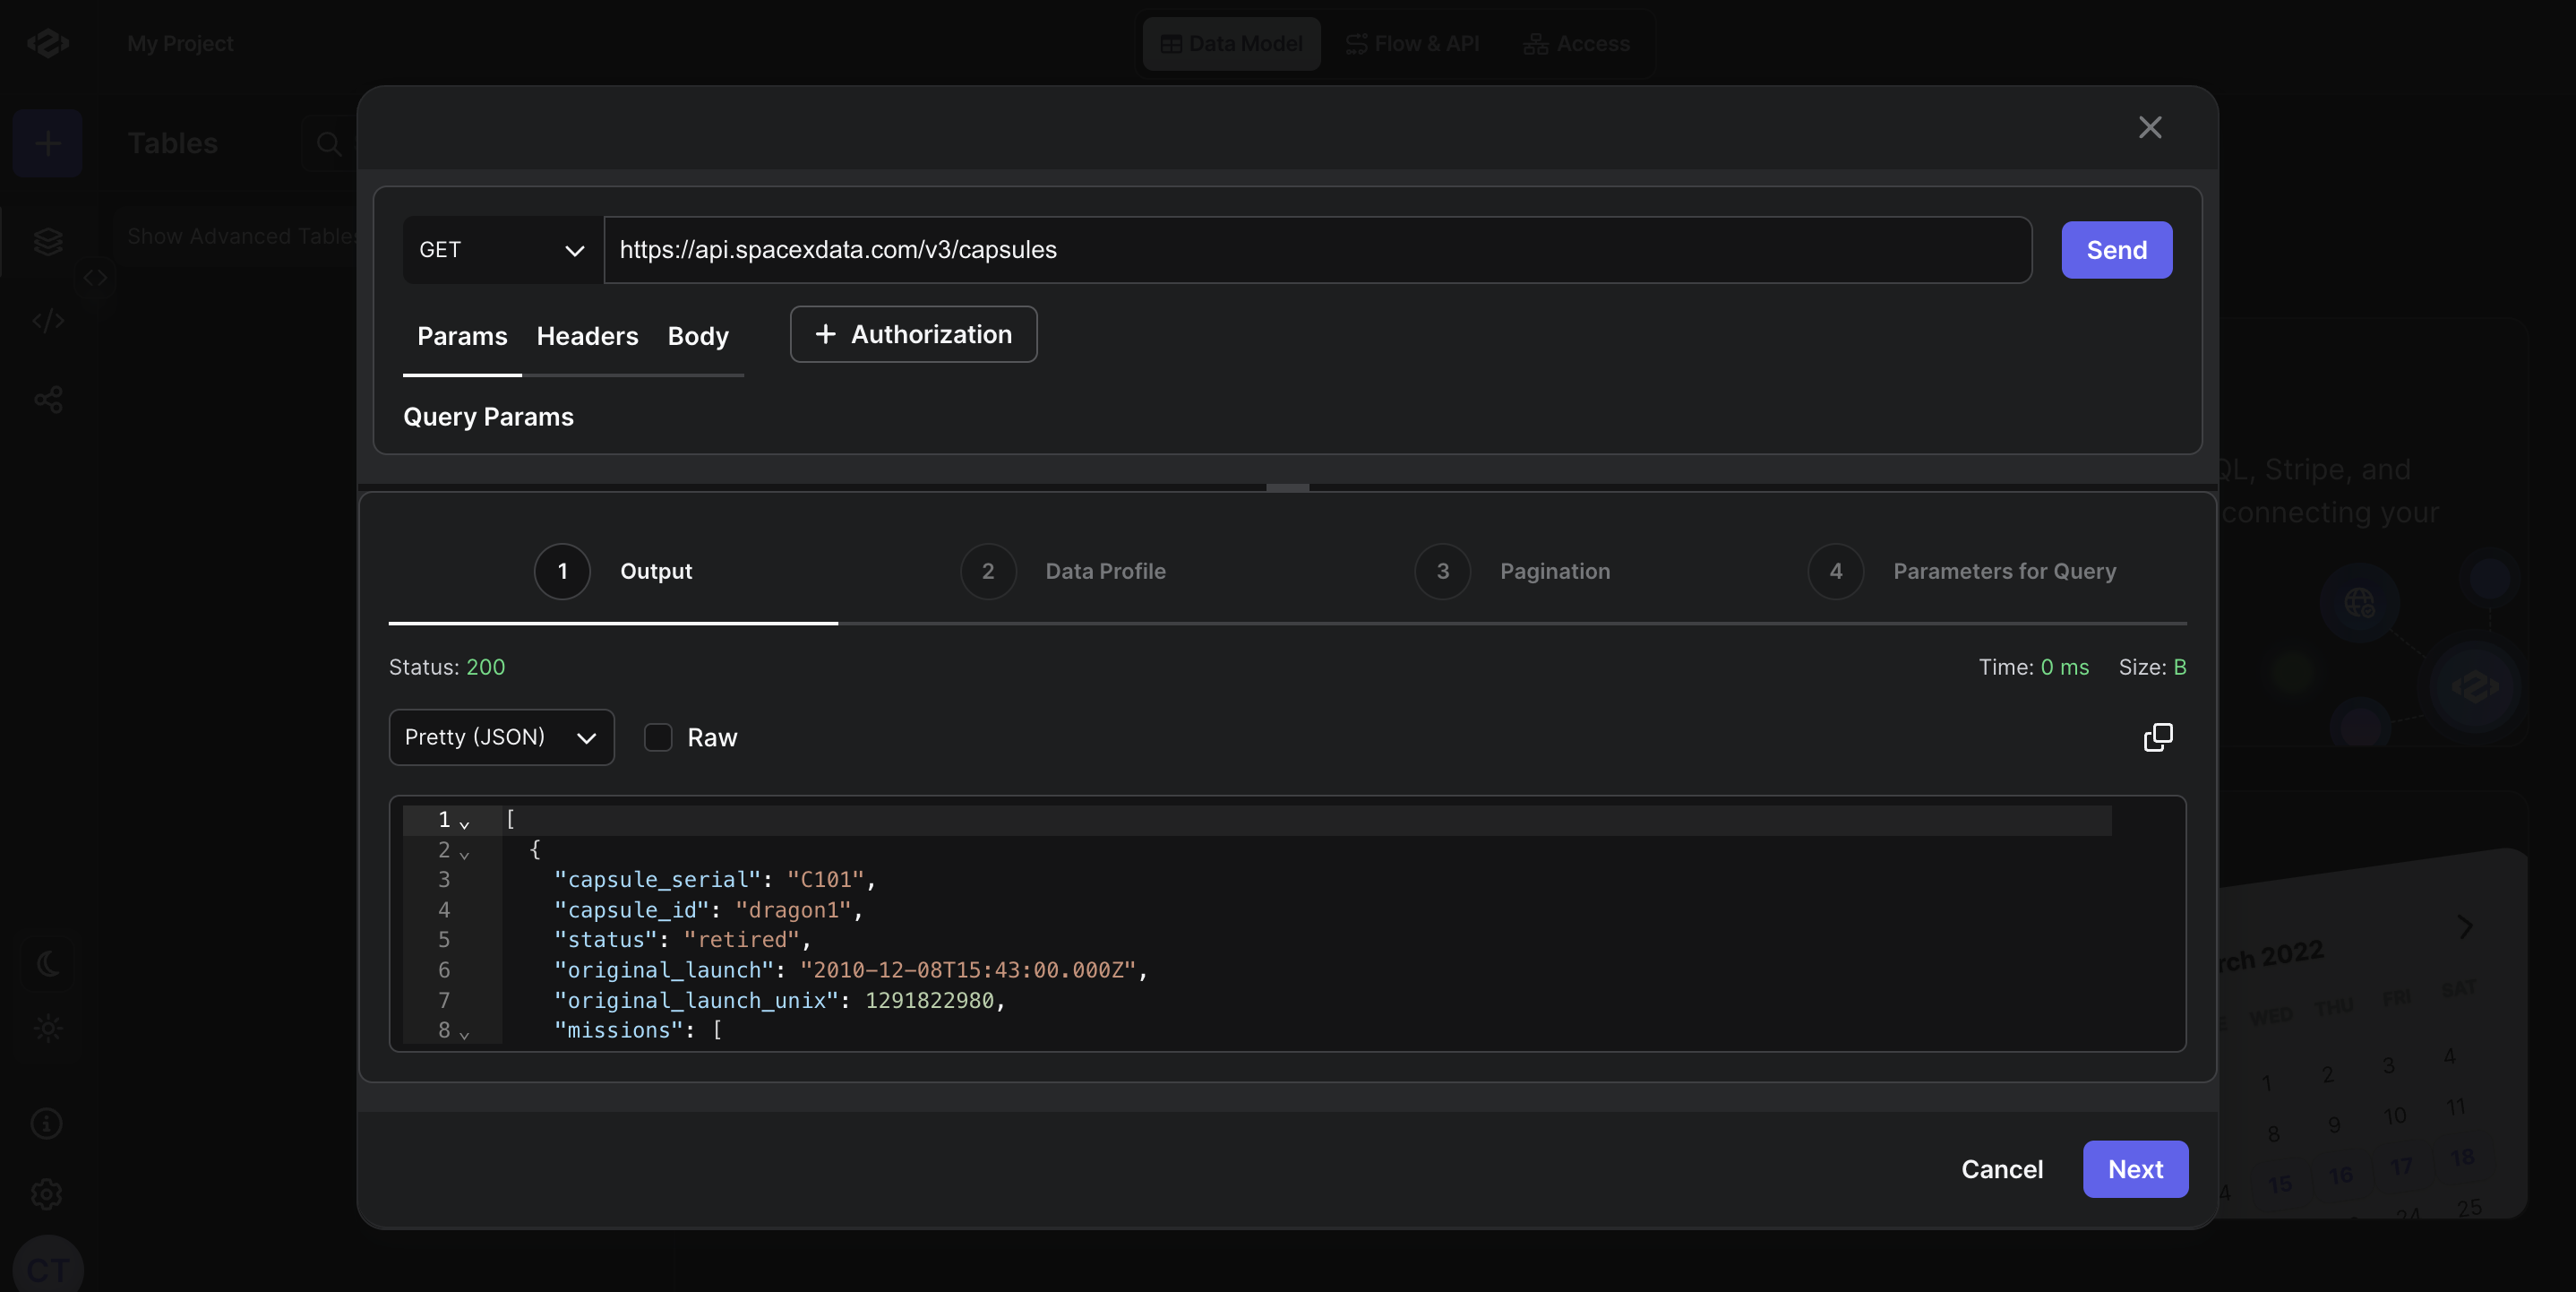 My Project
Data Model
Flow & API
Access
Tables
Show Advanced Tables
GET
https://api.spacexdata.com/v3/capsules
Send
Params
Headers
Body
+ Authorization
Query Params
QL, Stripe, and
connecting your
1 Output
2 Data Profile
3 Pagination
4 Parameters for Query
Status: 200
Time: 0 ms
Size: B
Pretty (JSON)
Raw
1 [
2 {
3 "capsule_serial": "C101",
4 "capsule_id": "dragon1",
5 "status": "retired",
6 "original_launch": "2010-12-08T15:43:00.000Z",
7 "original_launch_unix": 1291822980,
8 "missions": [
rch 2022
E WED THU FRI SAT
1 2 3 4
8 9 10 11
4 15 16 17 18
24 25
Cancel
Next
CT